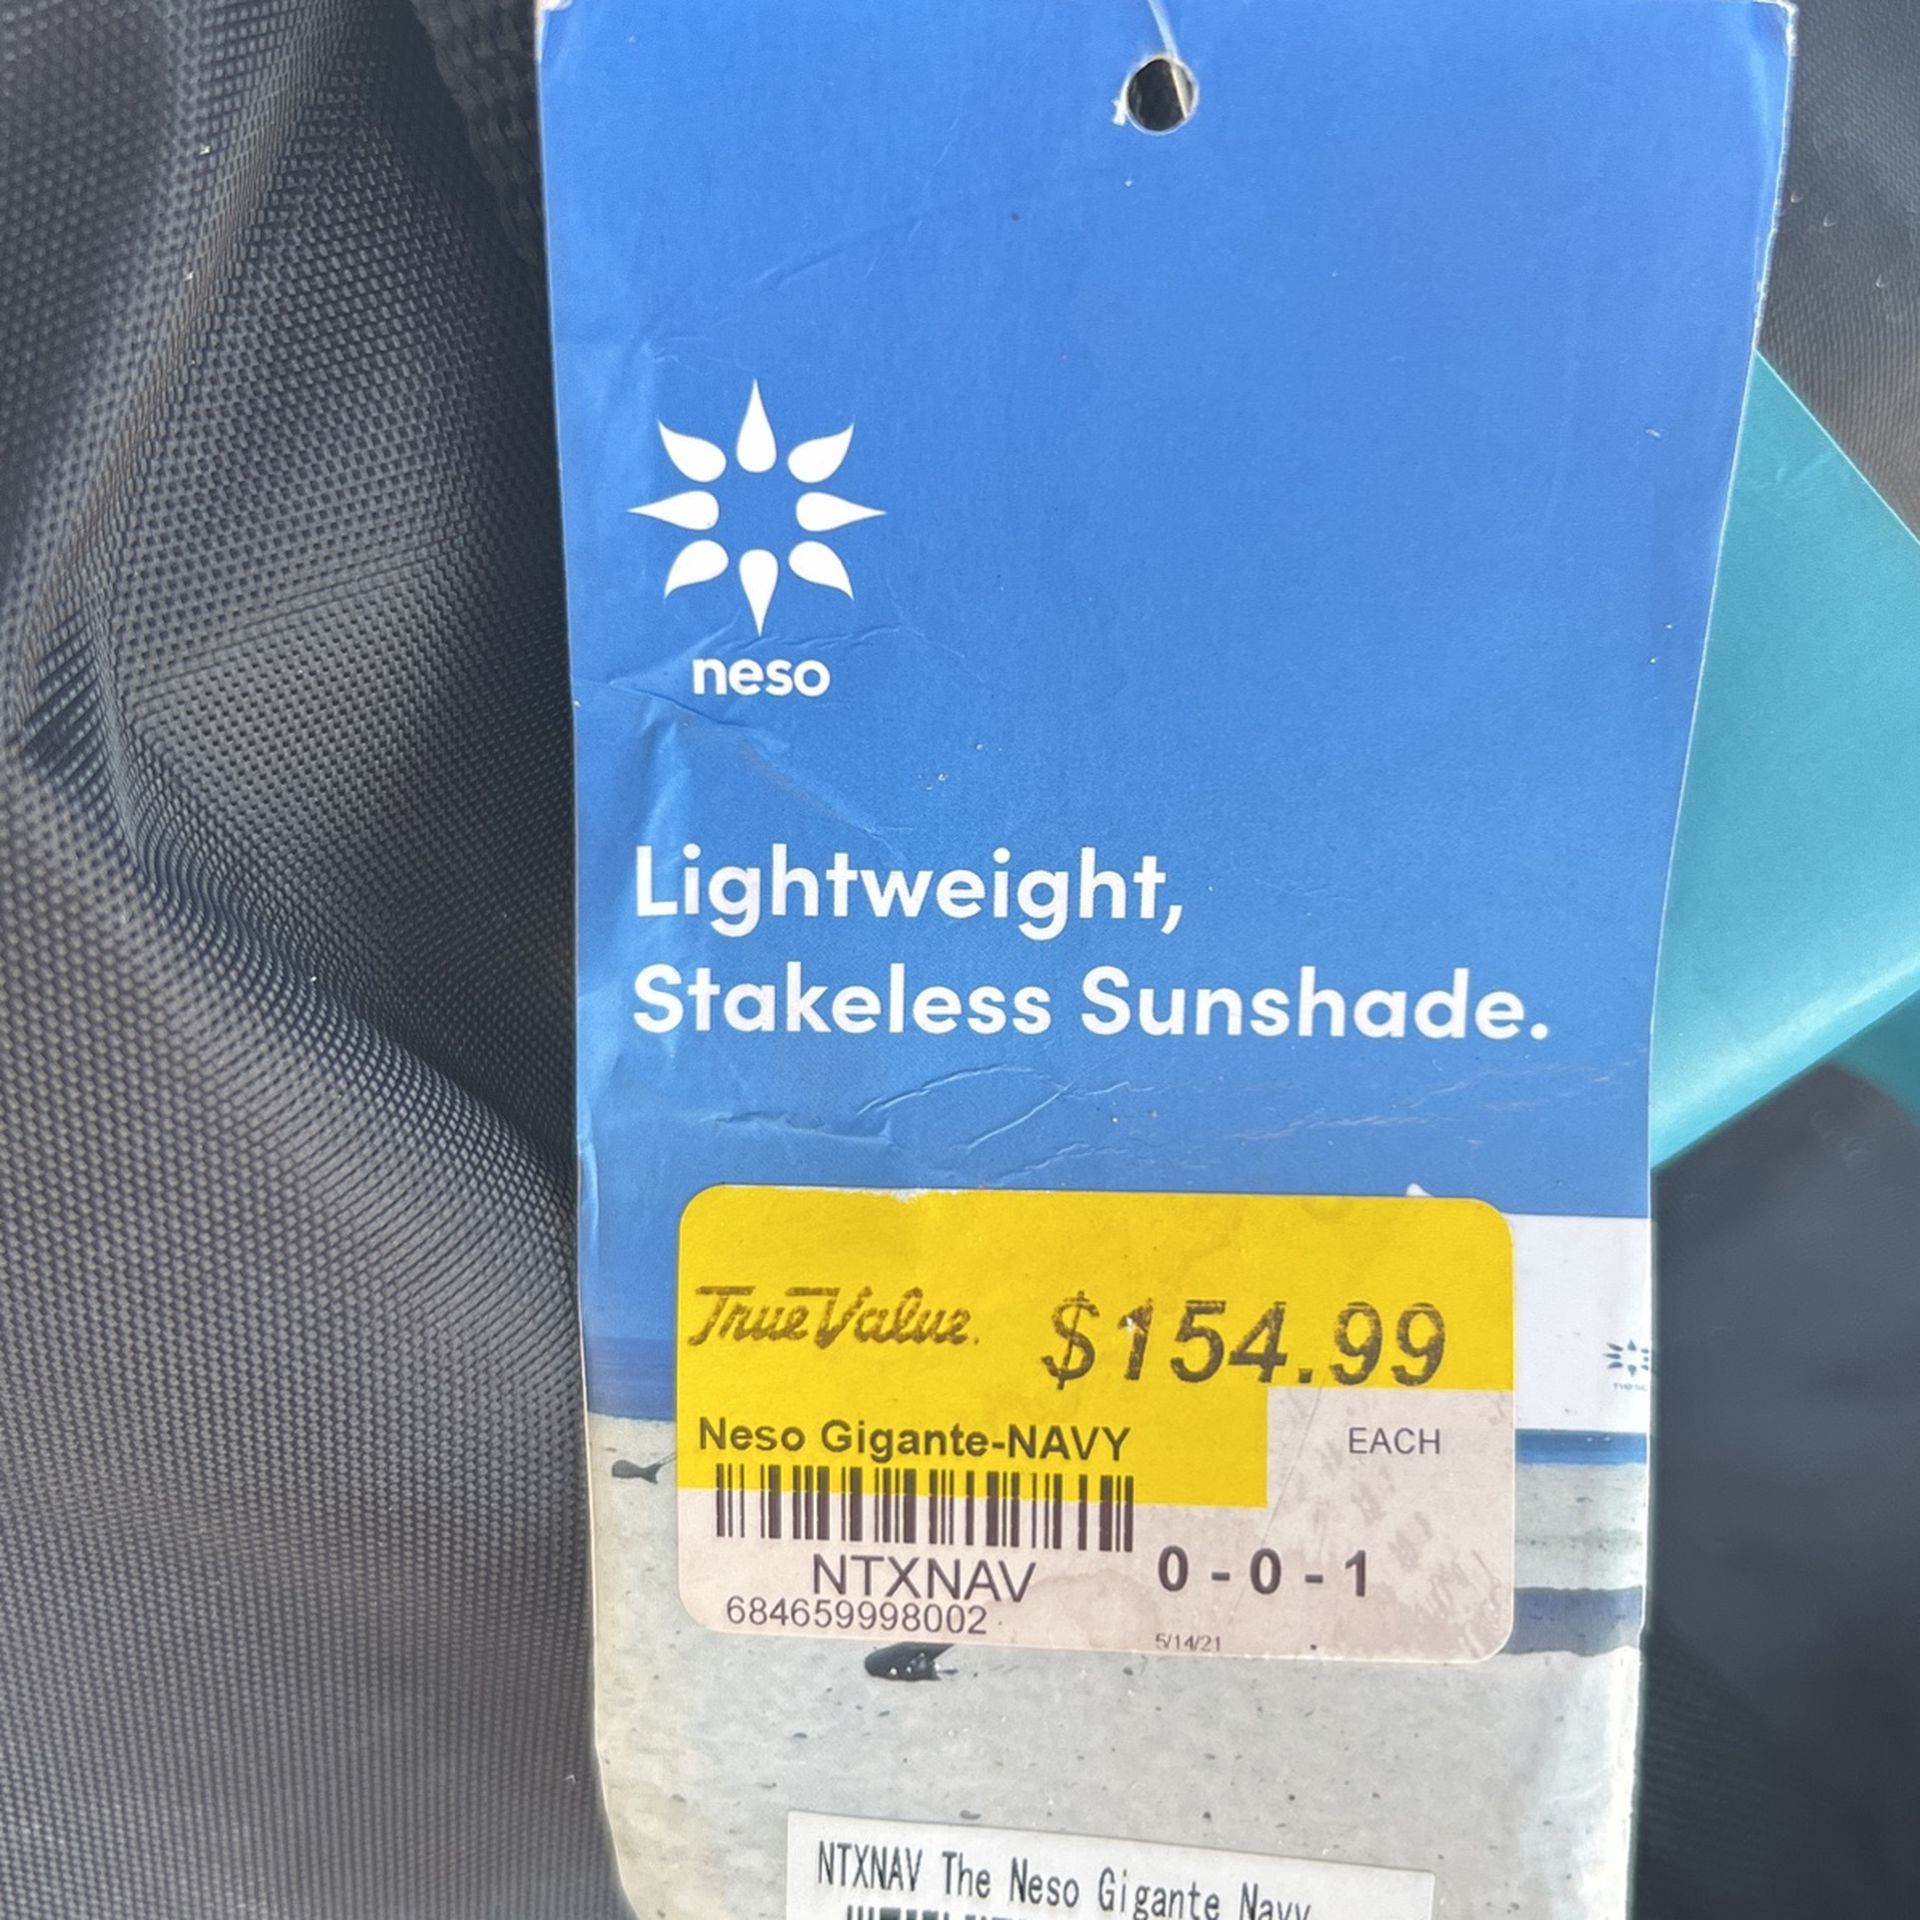 neso
Lightweight,
Stakeless Sunshade.
True Value. $154.99
Neso Gigante-NAVY EACH
NTXNAV 0 - 0 - 1
684659998002
5/14/21
NTXNAV The Neso Gigante Navy